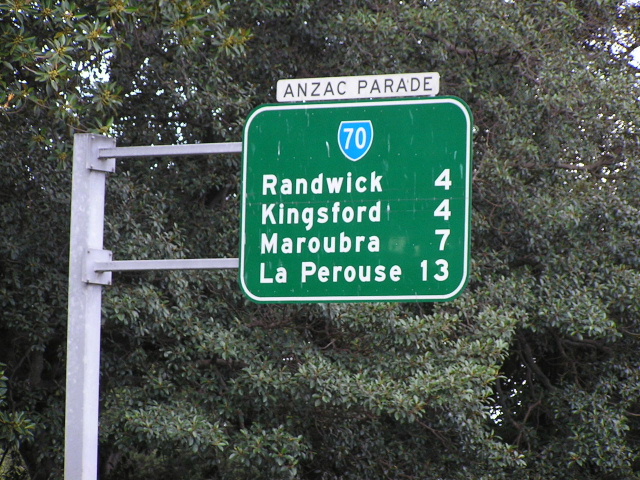 ANZAC PARADE
70
Randwick 4
Kingsford 4
Maroubra 7
La Perouse 13